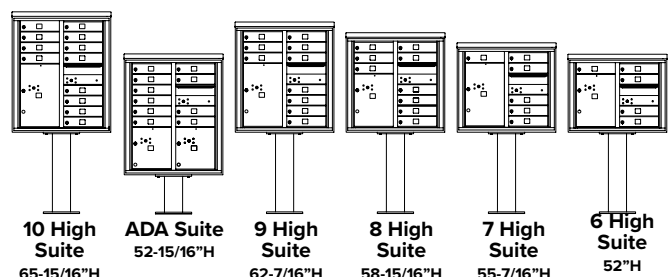 10 High
Suite
65-15/16”H
ADA Suite
52-15/16”H
9 High
Suite
62-7/16”H
8 High
Suite
58-15/16”H
7 High
Suite
55-7/16”H
6 High
Suite
52”H